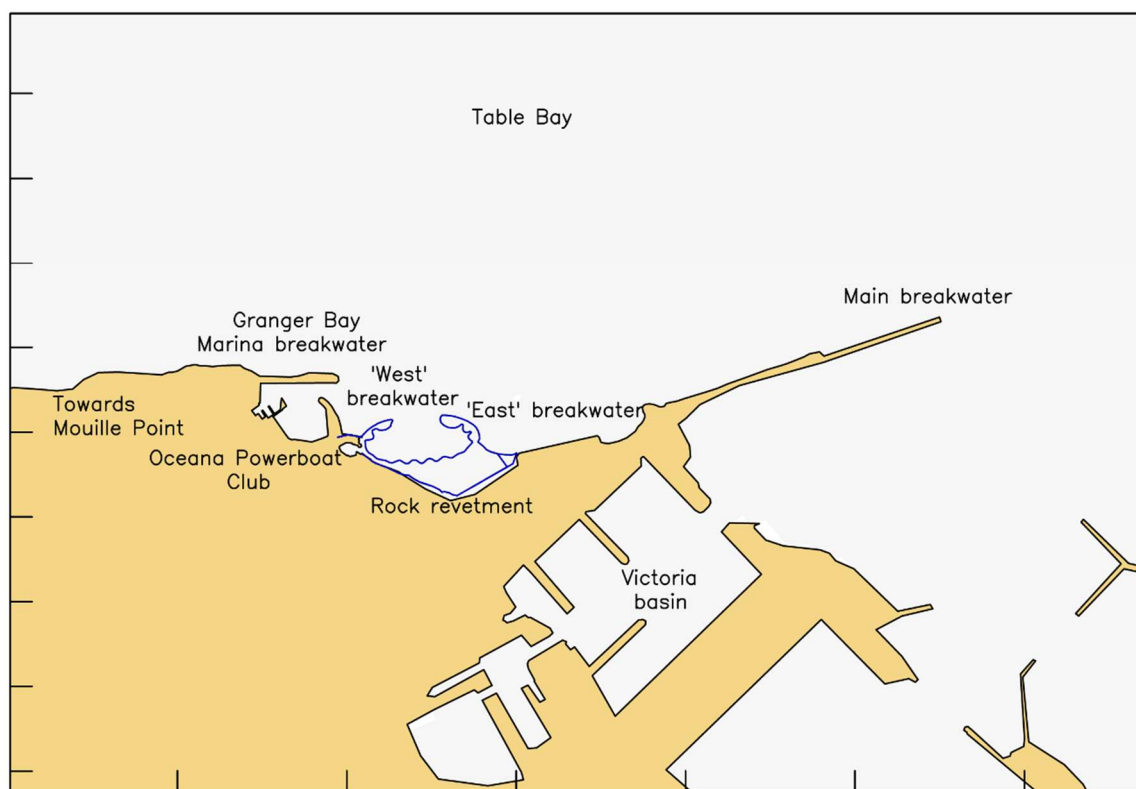 Table Bay
Main breakwater
Granger Bay
Marina breakwater
'West'
breakwater
'East' breakwater
Towards
Mouille Point
Oceana Powerboat
Club
Rock revetment
Victoria
basin